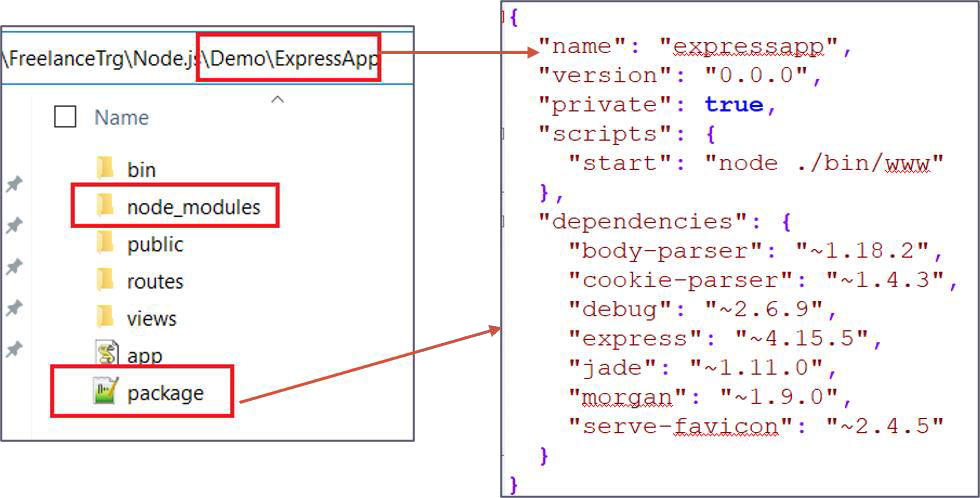 \FreelanceTrg\Node.js\Demo\ExpressApp
Name
bin
node_modules
public
routes
views
app
package
{
"name": "expressapp",
"version": "0.0.0",
"private": true,
"scripts": {
"start": "node ./bin/www"
},
"dependencies": {
"body-parser": "~1.18.2",
"cookie-parser": "~1.4.3",
"debug": "~2.6.9",
"express": "~4.15.5",
"jade": "~1.11.0",
"morgan": "~1.9.0",
"serve-favicon": "~2.4.5"
}
}